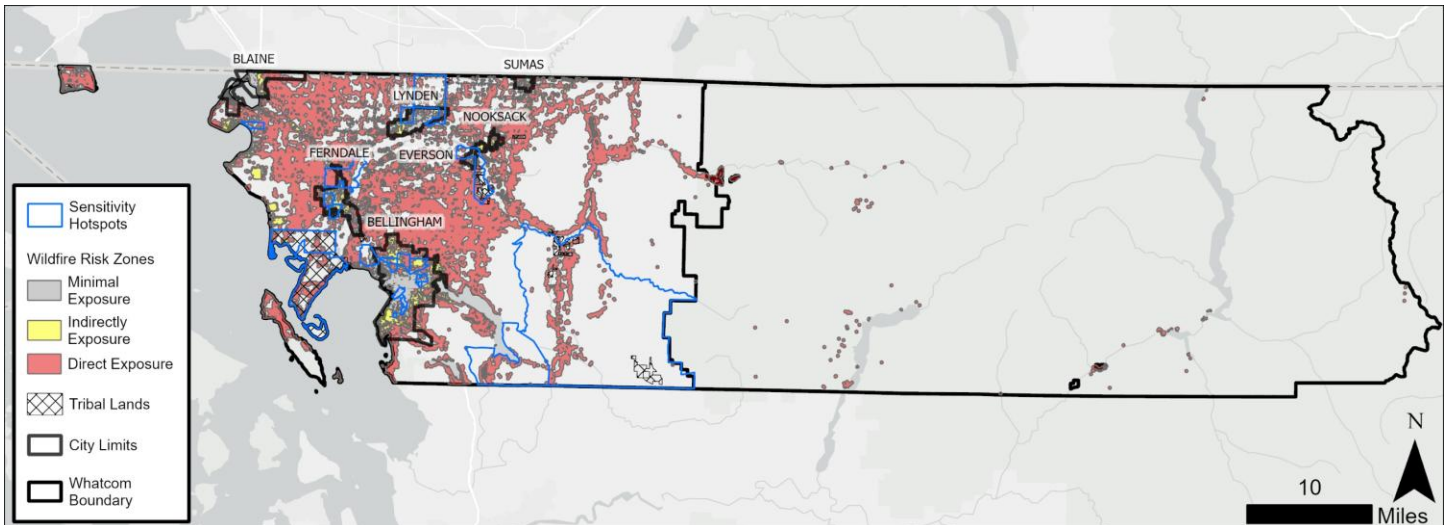 BLAINE
SUMAS
LYNDEN
NOOKSACK
FERNDALE
EVERSON
BELLINGHAM
Sensitivity
Hotspots
Wildfire Risk Zones
Minimal
Exposure
Indirectly
Exposure
Direct Exposure
Tribal Lands
City Limits
Whatcom
Boundary
N
10
Miles